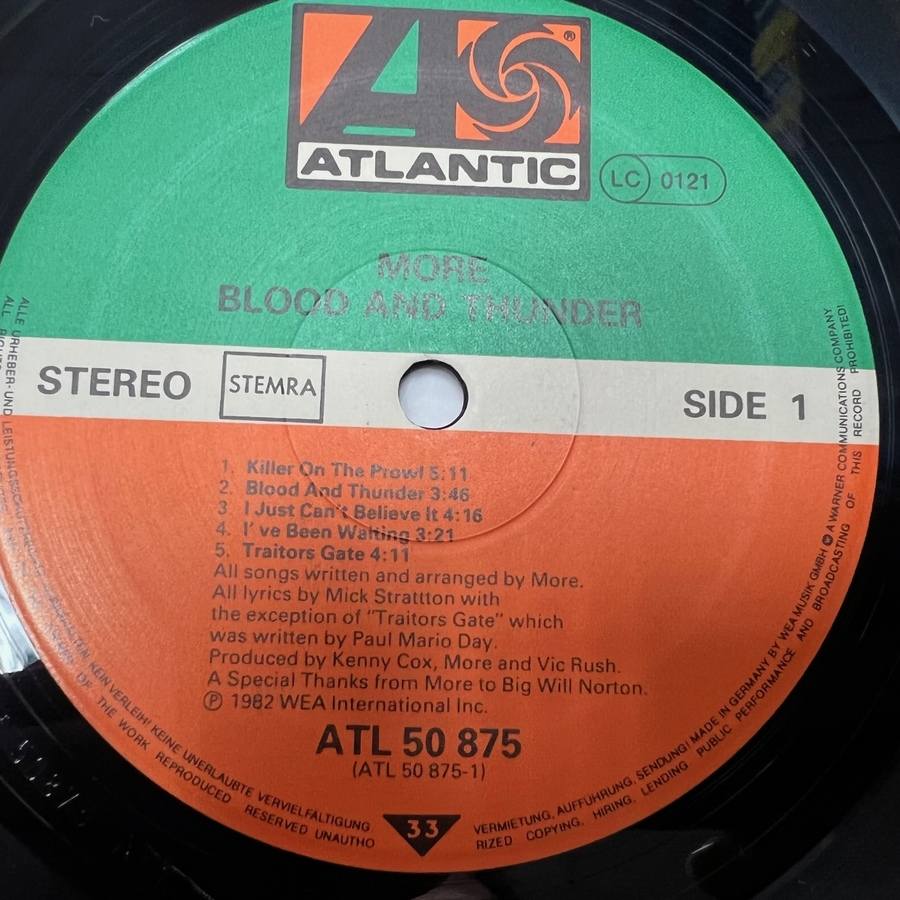 ®
ATLANTIC
LC 0121
MORE
BLOOD AND THUNDER
STEREO STEMRA SIDE 1
1. Killer On The Prowl 5:11
2. Blood And Thunder 3:46
3 I Just Can't Believe It 4:16
4. I' ve Been Waiting 3:21
5. Traitors Gate 4:11
All songs written and arranged by More.
All lyrics by Mick Strattton with
the exception of "Traitors Gate" which
was written by Paul Mario Day.
Produced by Kenny Cox, More and Vic Rush.
A Special Thanks from More to Big Will Norton.
Ⓟ 1982 WEA International Inc.
ATL 50 875
(ATL 50 875-1)
33
ALLE URHEBER- UND KEIN VERLEIH! KEINE UNERLAUBTE VERVIELFÄLTIGUNG, VERMIETUNG, AUFFÜHRUNG, SENDUNG! MADE IN GERMANY BY WEA MUSIK GMBH A WARNER COMMUNICATIONS COMPANY
ALL OF THE WORK REPRODUCED RESERVED UNAUTHO RIZED COPYING, HIRING, LENDING PUBLIC PERFORMANCE AND BROADCASTING OF THIS RECORD PROHIBITED!